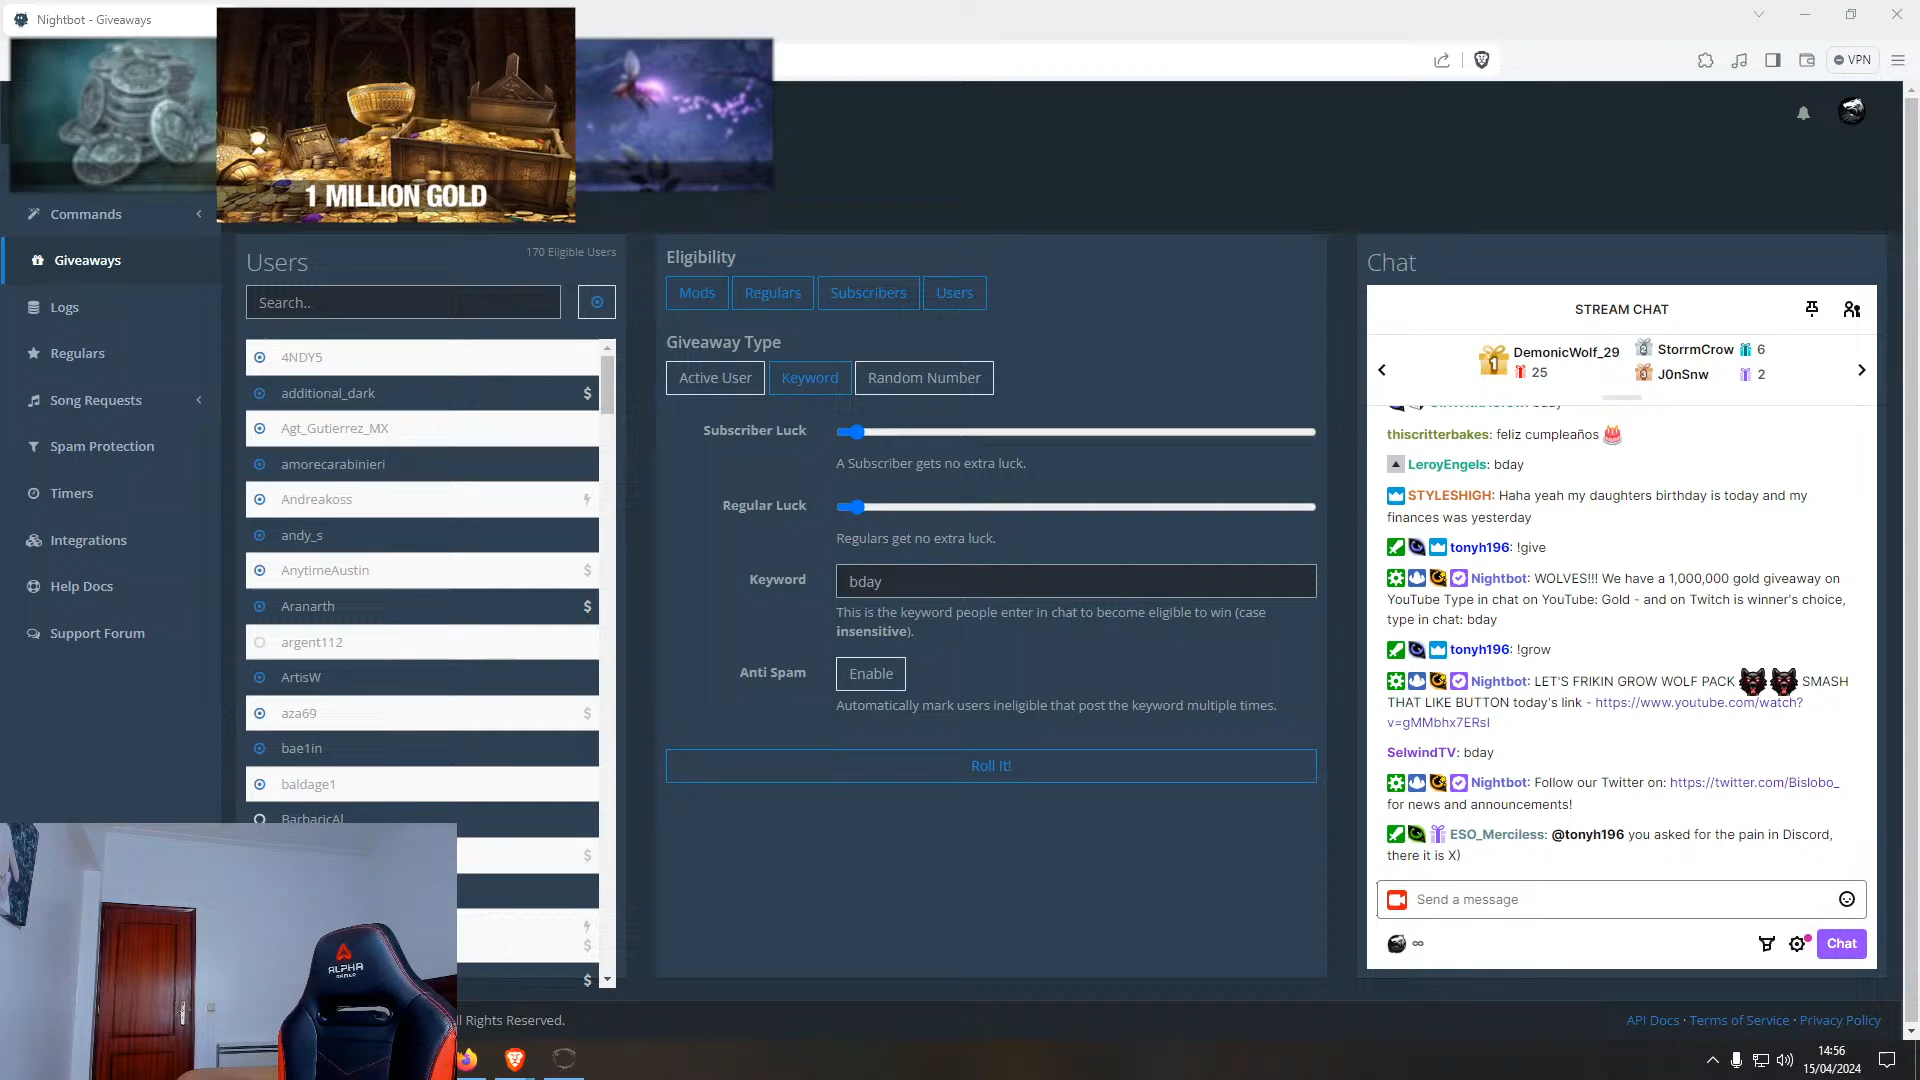 Nightbot - Giveaways
VPN
1 MILLION GOLD
Commands
Giveaways
Logs
Regulars
Song Requests
Spam Protection
Timers
Integrations
Help Docs
Support Forum
Users
170 Eligible Users
Search..
4NDY5
additional_dark
Agt_Gutierrez_MX
amorecarabinieri
Andreakoss
andy_s
AnytimeAustin
Aranarth
argent112
ArtisW
aza69
bae1in
baldage1
BarbaricAl
Eligibility
Mods
Regulars
Subscribers
Users
Giveaway Type
Active User
Keyword
Random Number
Subscriber Luck
A Subscriber gets no extra luck.
Regular Luck
Regulars get no extra luck.
Keyword
bday
This is the keyword people enter in chat to become eligible to win (case
insensitive).
Anti Spam
Enable
Automatically mark users ineligible that post the keyword multiple times.
Roll It!
Chat
STREAM CHAT
1
DemonicWolf_29
25
2
StorrmCrow
6
3
J0nSnw
2
thiscritterbakes: feliz cumpleaños
LeroyEngels: bday
STYLESHIGH: Haha yeah my daughters birthday is today and my
finances was yesterday
tonyh196: !give
Nightbot: WOLVES!!! We have a 1,000,000 gold giveaway on
YouTube Type in chat on YouTube: Gold - and on Twitch is winner's choice,
type in chat: bday
tonyh196: !grow
Nightbot: LET'S FRIKIN GROW WOLF PACK SMASH
THAT LIKE BUTTON today's link - https://www.youtube.com/watch?
v=gMMbhx7ERsI
SelwindTV: bday
Nightbot: Follow our Twitter on: https://twitter.com/Bislobo_
for news and announcements!
ESO_Merciless: @tonyh196 you asked for the pain in Discord,
there it is X)
Send a message
Chat
ll Rights Reserved.
API Docs · Terms of Service · Privacy Policy
ALPHA
GAMER
14:56
15/04/2024